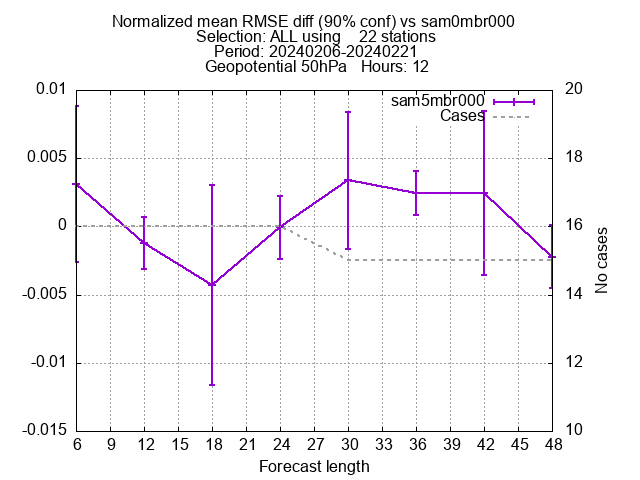 Normalized mean RMSE diff (90% conf) vs sam0mbr000
Selection: ALL using    22 stations
Period: 20240206-20240221
Geopotential 50hPa   Hours: 12
0.01
0.005
0
-0.005
-0.01
-0.015
20
18
16
14
12
10
No cases
sam5mbr000
Cases
6 9 12 15 18 21 24 27 30 33 36 39 42 45 48
Forecast length